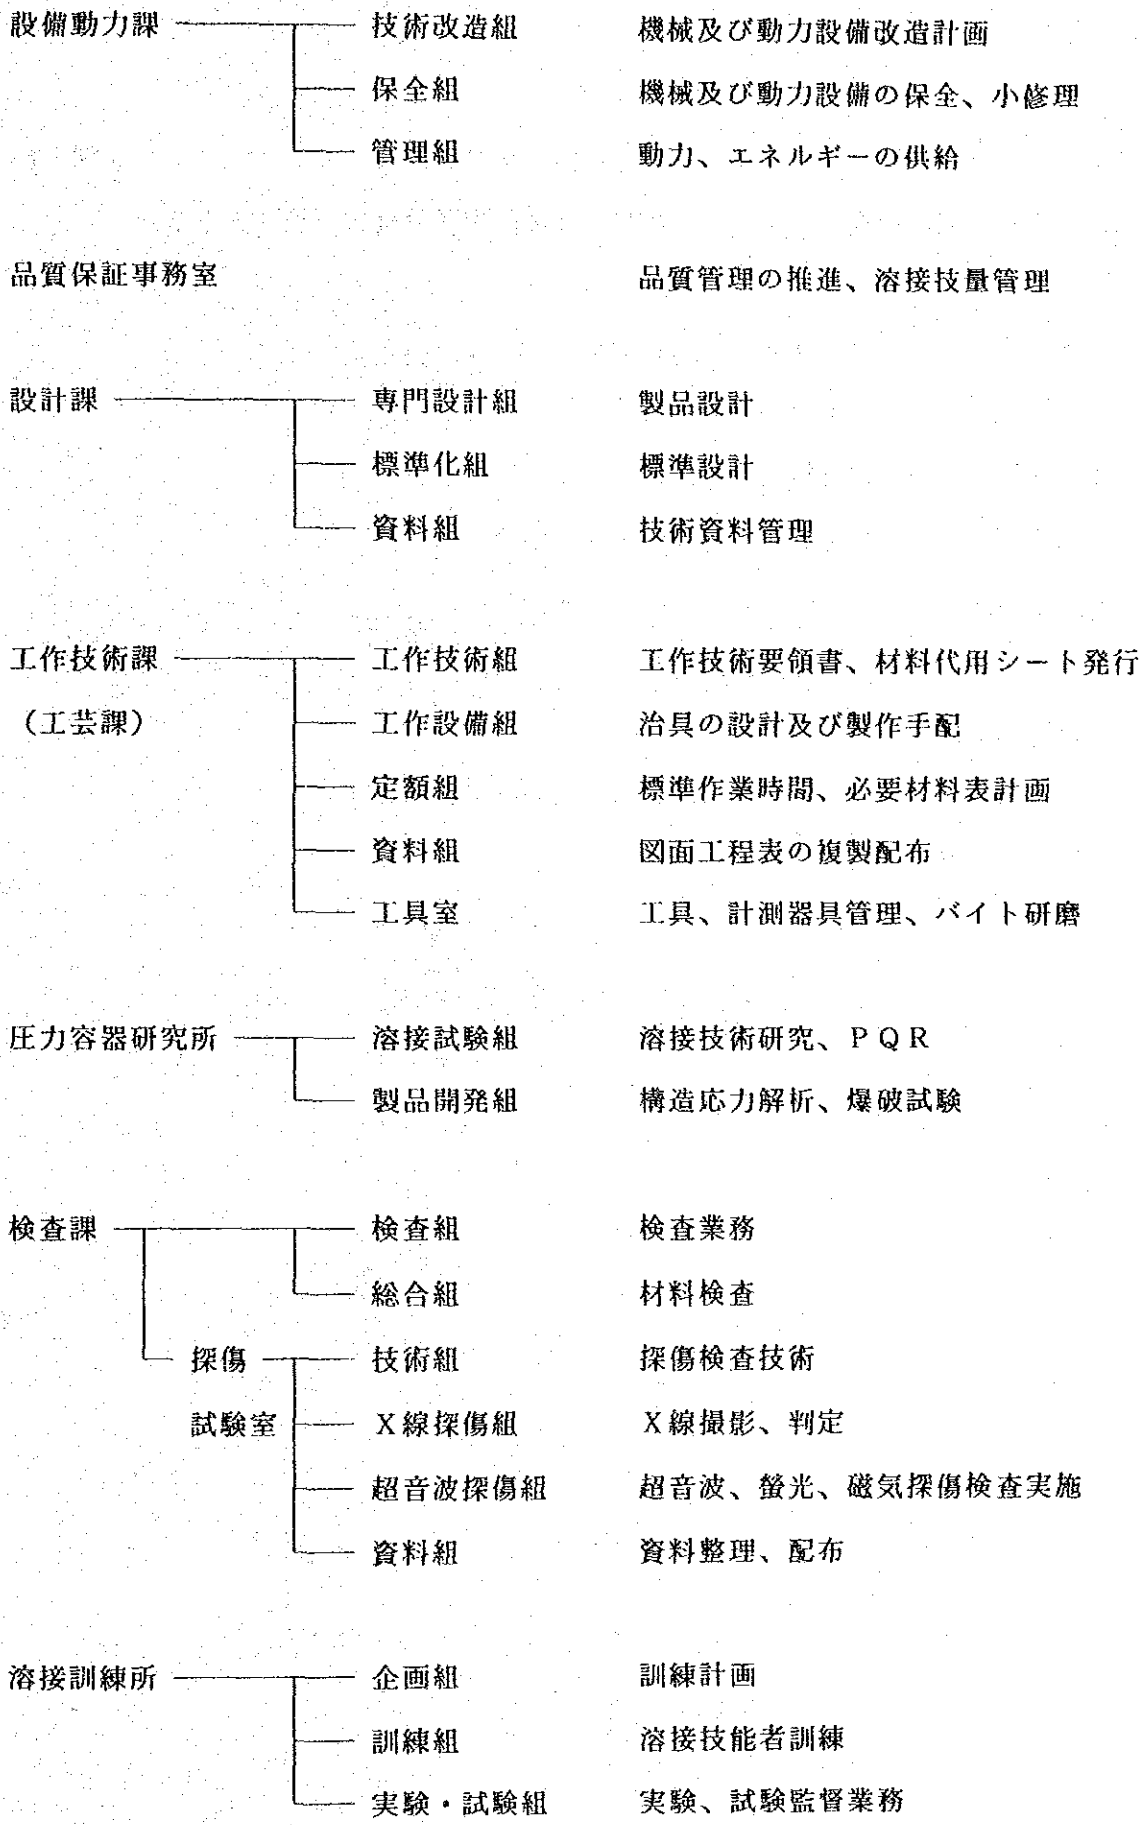 設備動力課 技術改造組 機械及び動力設備改造計画
保全組 機械及び動力設備の保全、小修理
管理組 動力、エネルギーの供給
品質保証事務室 品質管理の推進、溶接技量管理
設計課 専門設計組 製品設計
標準化組 標準設計
資料組 技術資料管理
工作技術課 工作技術組 工作技術要領書、材料代用シート発行
(工芸課) 工作設備組 治具の設計及び製作手配
定額組 標準作業時間、必要材料表計画
資料組 図面工程表の複製配布
工具室 工具、計測器具管理、バイト研磨
圧力容器研究所 溶接試験組 溶接技術研究、PQR
製品開発組 構造応力解析、爆破試験
検査課 検査組 検査業務
総合組 材料検査
探傷 技術組 探傷検査技術
試験室 X線探傷組 X線撮影、判定
超音波探傷組 超音波、螢光、磁気探傷検査実施
資料組 資料整理、配布
溶接訓練所 企画組 訓練計画
訓練組 溶接技能者訓練
実験・試験組 実験、試験監督業務